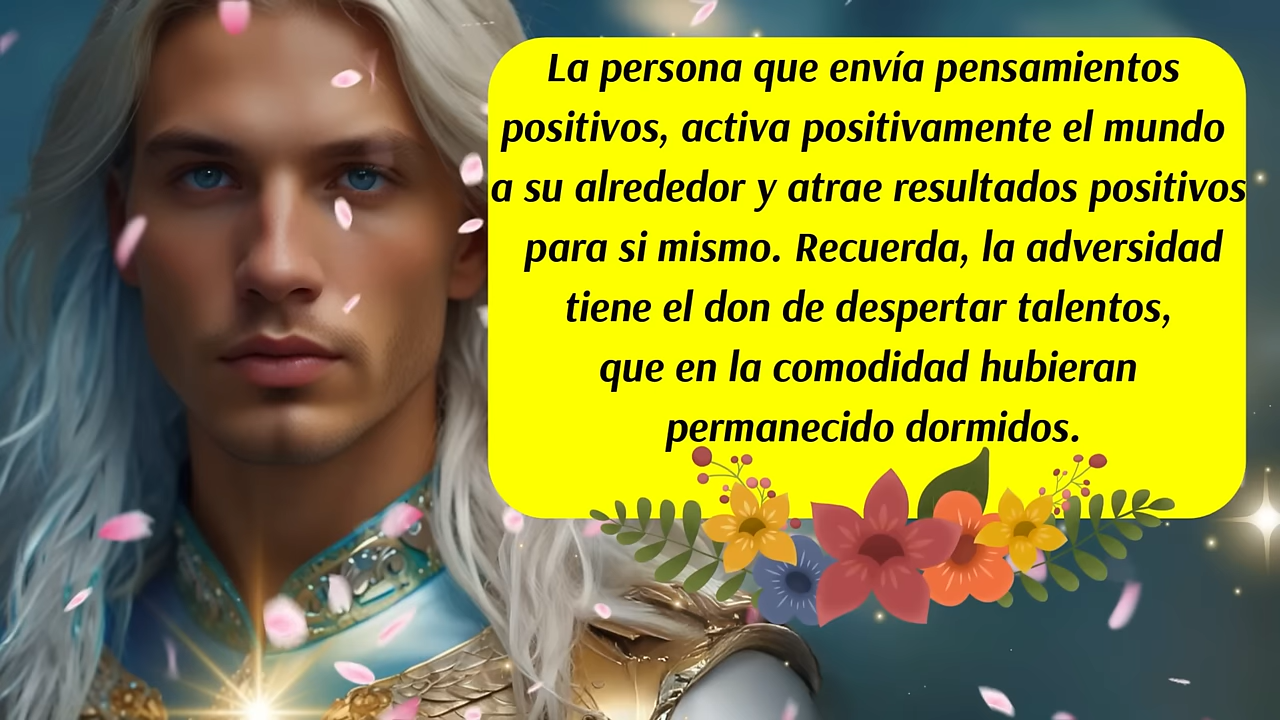 La persona que envía pensamientos
positivos, activa positivamente el mundo
a su alrededor y atrae resultados positivos
para si mismo. Recuerda, la adversidad
tiene el don de despertar talentos,
que en la comodidad hubieran
permanecido dormidos.